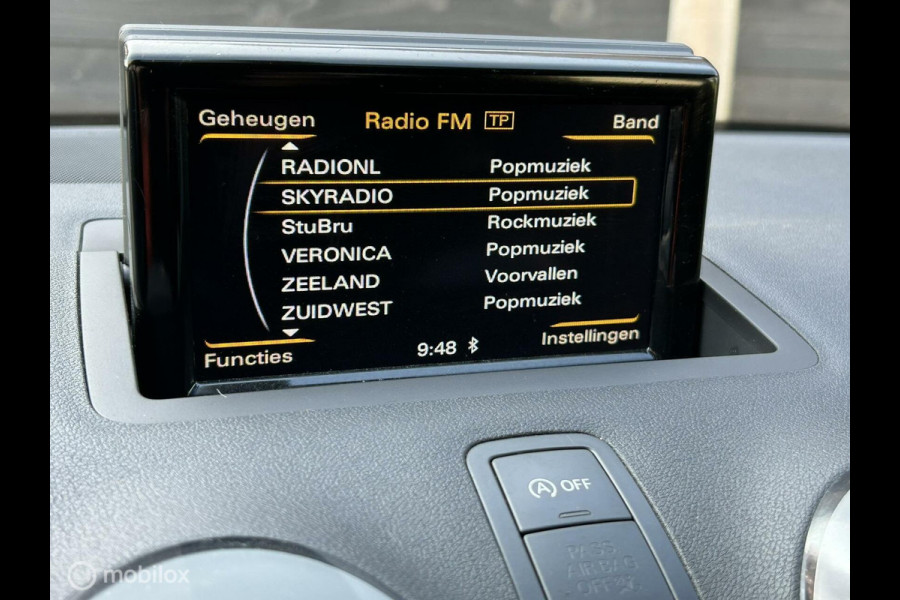 Geheugen Radio FM TP Band
RADIONL Popmuziek
SKYRADIO Popmuziek
StuBru Rockmuziek
VERONICA Popmuziek
ZEELAND Voorvallen
ZUIDWEST Popmuziek
Functies 9:48 Instellingen
A OFF
PASS
AIRBAG
OFF
mobilox